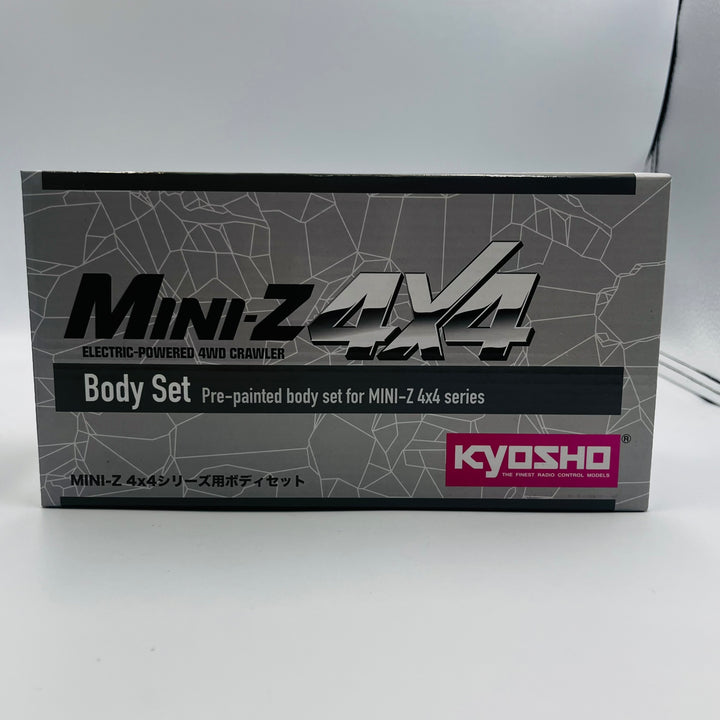 MINI-Z 4x4
ELECTRIC-POWERED 4WD CRAWLER
Body Set Pre-painted body set for MINI-Z 4x4 series
KYOSHO®
THE FINEST RADIO CONTROL MODELS
MINI-Z 4x4シリーズ用ボディセット